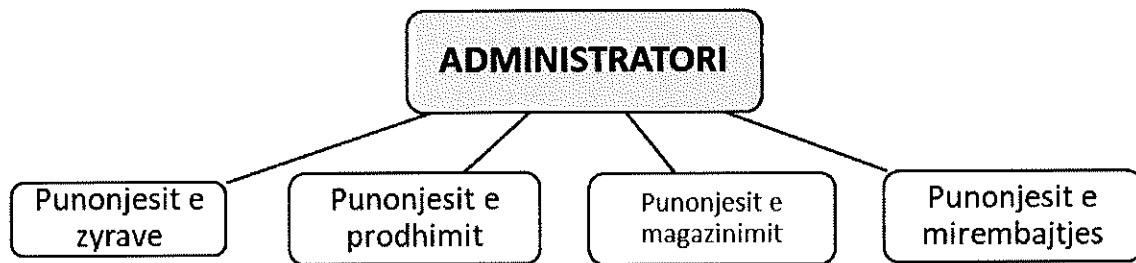 ADMINISTRATORI
Punonjesit e
zyrave
Punonjesit e
prodhimit
Punonjesit e
magazinimit
Punonjesit e
mirembajtjes